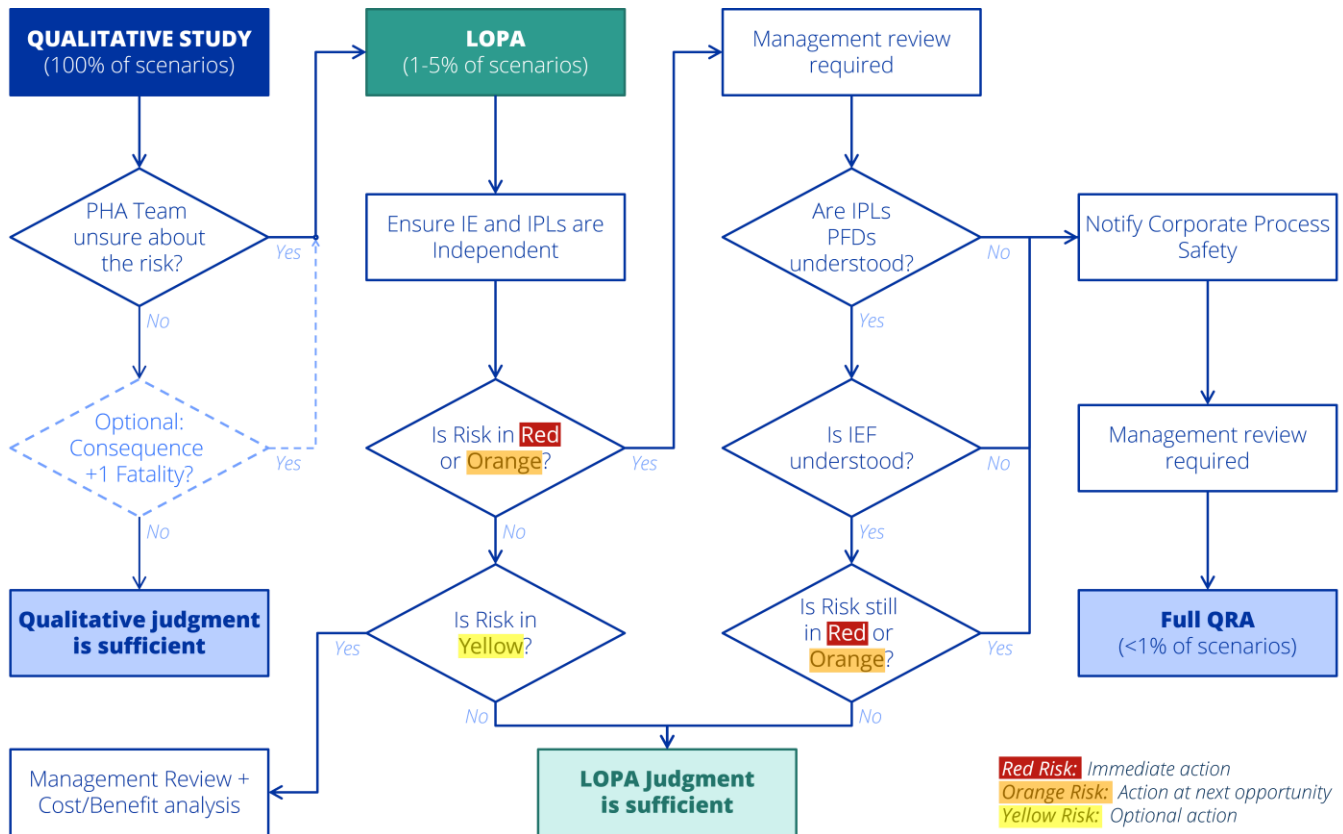 QUALITATIVE STUDY
(100% of scenarios)
PHA Team
unsure about
the risk?
Yes
No
Optional:
Consequence
+1 Fatality?
Yes
No
Qualitative judgment
is sufficient
LOPA
(1-5% of scenarios)
Ensure IE and IPLs are
Independent
Is Risk in Red
or Orange?
Yes
No
Is Risk in
Yellow?
Yes
No
Management Review +
Cost/Benefit analysis
LOPA Judgment
is sufficient
Management review
required
Are IPLs
PFDs
understood?
No
Yes
Is IEF
understood?
No
Yes
Is Risk still
in Red or
Orange?
Yes
No
Notify Corporate Process
Safety
Management review
required
Full QRA
(<1% of scenarios)
Red Risk: Immediate action
Orange Risk: Action at next opportunity
Yellow Risk: Optional action